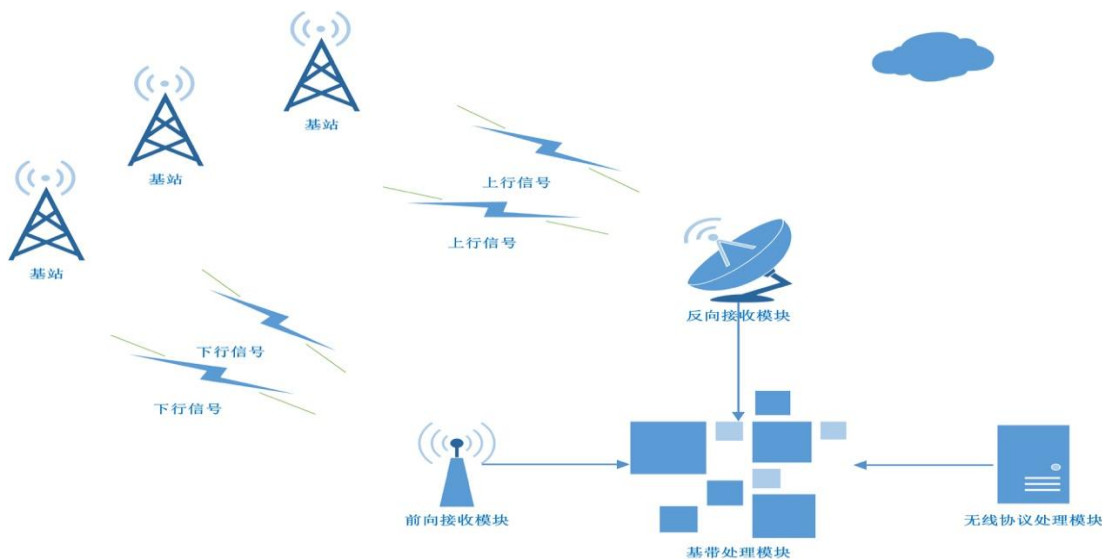 基站
基站
基站
上行信号
上行信号
下行信号
下行信号
反向接收模块
前向接收模块
基带处理模块
无线协议处理模块